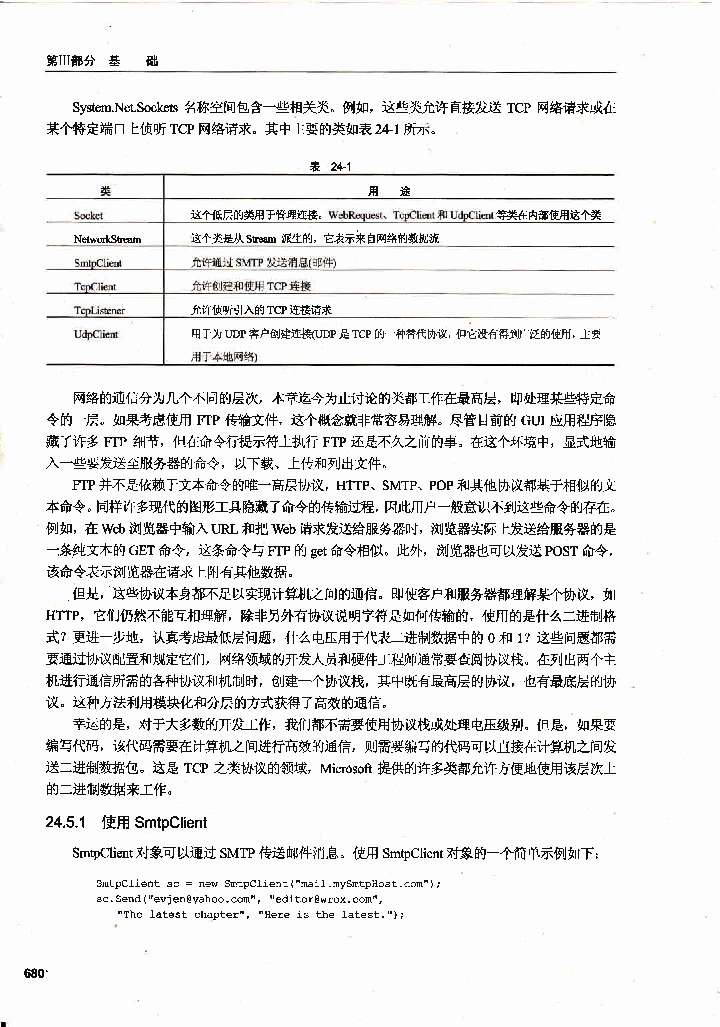 第III部分 基 础
System.Net.Sockets 名称空间包含一些相关类。例如，这些类允许直接发送 TCP 网络请求或在
某个特定端口上侦听 TCP 网络请求。其中主要的类如表 24-1 所示。
表 24-1
类 用 途
Socket 这个低层的类用于管理连接。WebRequest、TcpClient 和 UdpClient 等类在内部使用这个类
NetworkStream 这个类是从 Stream 派生的，它表示来自网络的数据流
SmtpClient 允许通过 SMTP 发送消息(邮件)
TcpClient 允许创建和使用 TCP 连接
TcpListener 允许侦听引入的 TCP 连接请求
UdpClient 用于为 UDP 客户创建连接(UDP 是 TCP 的一种替代协议，但它没有得到广泛的使用，主要
用于本地网络)
网络的通信分为几个不同的层次，本章迄今为止讨论的类都工作在最高层，即处理某些特定命
令的一层。如果考虑使用 FTP 传输文件，这个概念就非常容易理解。尽管目前的 GUI 应用程序隐
藏了许多 FTP 细节，但在命令行提示符上执行 FTP 还是不久之前的事。在这个环境中，显式地输
入一些要发送至服务器的命令，以下载、上传和列出文件。
FTP 并不是依赖于文本命令的唯一高层协议，HTTP、SMTP、POP 和其他协议都基于相似的文
本命令。同样许多现代的图形工具隐藏了命令的传输过程，因此用户一般意识不到这些命令的存在。
例如，在 Web 浏览器中输入 URL 和把 Web 请求发送给服务器时，浏览器实际上发送给服务器的是
一条纯文本的 GET 命令，这条命令与 FTP 的 get 命令相似。此外，浏览器也可以发送 POST 命令，
该命令表示浏览器在请求上附有其他数据。
但是，这些协议本身都不足以实现计算机之间的通信。即使客户和服务器都理解某个协议，如
HTTP，它们仍然不能互相理解，除非另外有协议说明字符是如何传输的，使用的是什么二进制格
式？更进一步地，认真考虑最低层问题，什么电压用于代表二进制数据中的 0 和 1？这些问题都需
要通过协议配置和规定它们，网络领域的开发人员和硬件工程师通常要查阅协议栈。在列出两个主
机进行通信所需的各种协议和机制时，创建一个协议栈，其中既有最高层的协议，也有最底层的协
议。这种方法利用模块化和分层的方式获得了高效的通信。
幸运的是，对于大多数的开发工作，我们都不需要使用协议栈或处理电压级别。但是，如果要
编写代码，该代码需要在计算机之间进行高效的通信，则需要编写的代码可以直接在计算机之间发
送二进制数据包。这是 TCP 之类协议的领域，Microsoft 提供的许多类都允许方便地使用该层次上
的二进制数据来工作。
24.5.1 使用 SmtpClient
SmtpClient 对象可以通过 SMTP 传送邮件消息。使用 SmtpClient 对象的一个简单示例如下：
SmtpClient sc = new SmtpClient("mail.mySmtpHost.com");
sc.Send("evjen@yahoo.com", "editor@wrox.com",
"The latest chapter", "Here is the latest.");
680